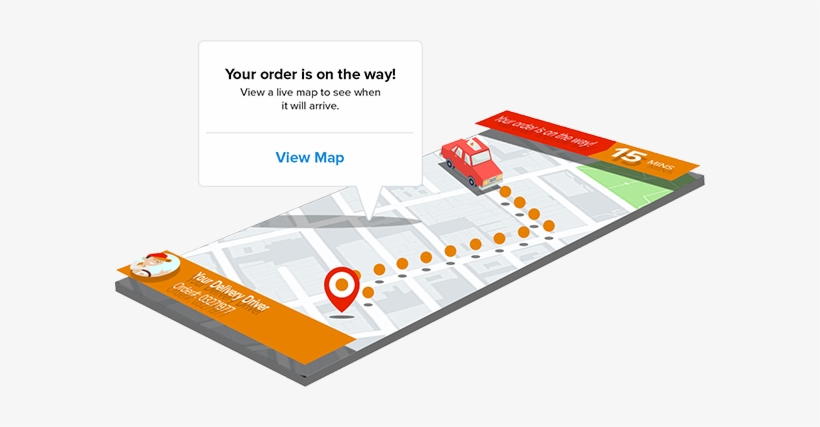 Your order is on the way!
View a live map to see when
it will arrive.
View Map
Your order is on the way!
15 MINS
Your Delivery Driver
Order#: 03271977